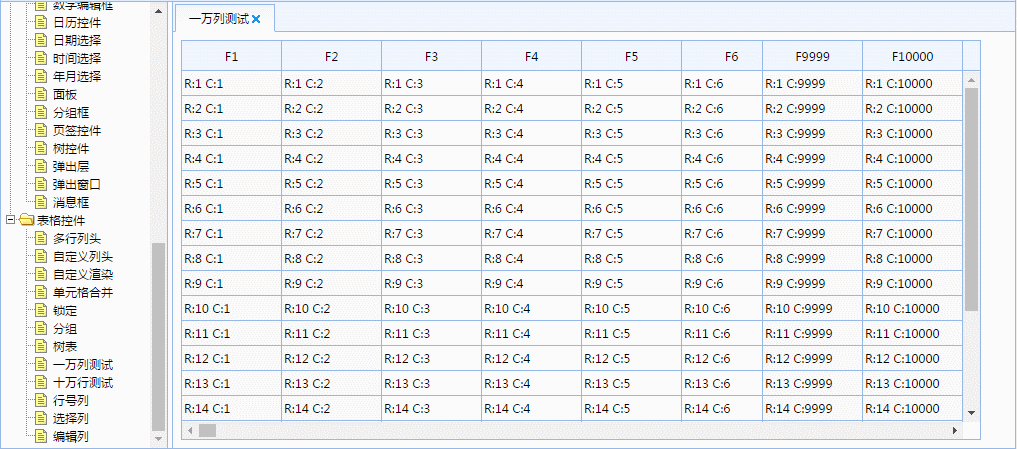 数字编辑框
日历控件
日期选择
时间选择
年月选择
面板
分组框
页签控件
树控件
弹出层
弹出窗口
消息框
表格控件
多行列头
自定义列头
自定义渲染
单元格合并
锁定
分组
树表
一万列测试
十万行测试
行号列
选择列
编辑列
一万列测试
F1 F2 F3 F4 F5 F6 F9999 F10000
R:1 C:1 R:1 C:2 R:1 C:3 R:1 C:4 R:1 C:5 R:1 C:6 R:1 C:9999 R:1 C:10000
R:2 C:1 R:2 C:2 R:2 C:3 R:2 C:4 R:2 C:5 R:2 C:6 R:2 C:9999 R:2 C:10000
R:3 C:1 R:3 C:2 R:3 C:3 R:3 C:4 R:3 C:5 R:3 C:6 R:3 C:9999 R:3 C:10000
R:4 C:1 R:4 C:2 R:4 C:3 R:4 C:4 R:4 C:5 R:4 C:6 R:4 C:9999 R:4 C:10000
R:5 C:1 R:5 C:2 R:5 C:3 R:5 C:4 R:5 C:5 R:5 C:6 R:5 C:9999 R:5 C:10000
R:6 C:1 R:6 C:2 R:6 C:3 R:6 C:4 R:6 C:5 R:6 C:6 R:6 C:9999 R:6 C:10000
R:7 C:1 R:7 C:2 R:7 C:3 R:7 C:4 R:7 C:5 R:7 C:6 R:7 C:9999 R:7 C:10000
R:8 C:1 R:8 C:2 R:8 C:3 R:8 C:4 R:8 C:5 R:8 C:6 R:8 C:9999 R:8 C:10000
R:9 C:1 R:9 C:2 R:9 C:3 R:9 C:4 R:9 C:5 R:9 C:6 R:9 C:9999 R:9 C:10000
R:10 C:1 R:10 C:2 R:10 C:3 R:10 C:4 R:10 C:5 R:10 C:6 R:10 C:9999 R:10 C:10000
R:11 C:1 R:11 C:2 R:11 C:3 R:11 C:4 R:11 C:5 R:11 C:6 R:11 C:9999 R:11 C:10000
R:12 C:1 R:12 C:2 R:12 C:3 R:12 C:4 R:12 C:5 R:12 C:6 R:12 C:9999 R:12 C:10000
R:13 C:1 R:13 C:2 R:13 C:3 R:13 C:4 R:13 C:5 R:13 C:6 R:13 C:9999 R:13 C:10000
R:14 C:1 R:14 C:2 R:14 C:3 R:14 C:4 R:14 C:5 R:14 C:6 R:14 C:9999 R:14 C:10000